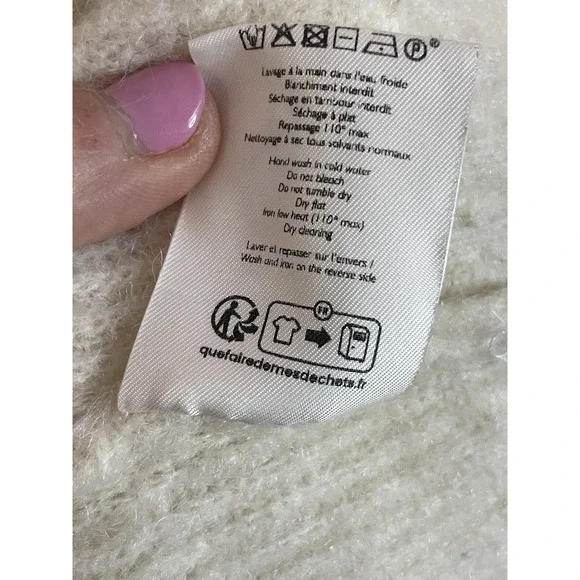 P
®
Lavage à la main dans l'eau froide
Blanchiment interdit
Séchage en tambour interdit
Séchage à plat
Repassage 110° max
Nettoyage à sec tous solvants normaux
Hand wash in cold water
Do not bleach
Do not tumble dry
Dry flat
Iron low heat (110° max)
Dry cleaning
Laver et repasser sur l'envers /
Wash and iron on the reverse side
FR
quefairedemesdechets.fr